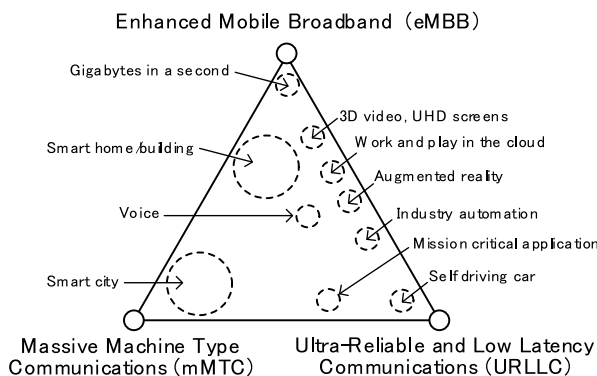 Enhanced Mobile Broadband (eMBB)
Gigabytes in a second
3D video, UHD screens
Work and play in the cloud
Smart home/building
Augmented reality
Voice
Industry automation
Mission critical application
Smart city
Self driving car
Massive Machine Type
Communications (mMTC)
Ultra-Reliable and Low Latency
Communications (URLLC)